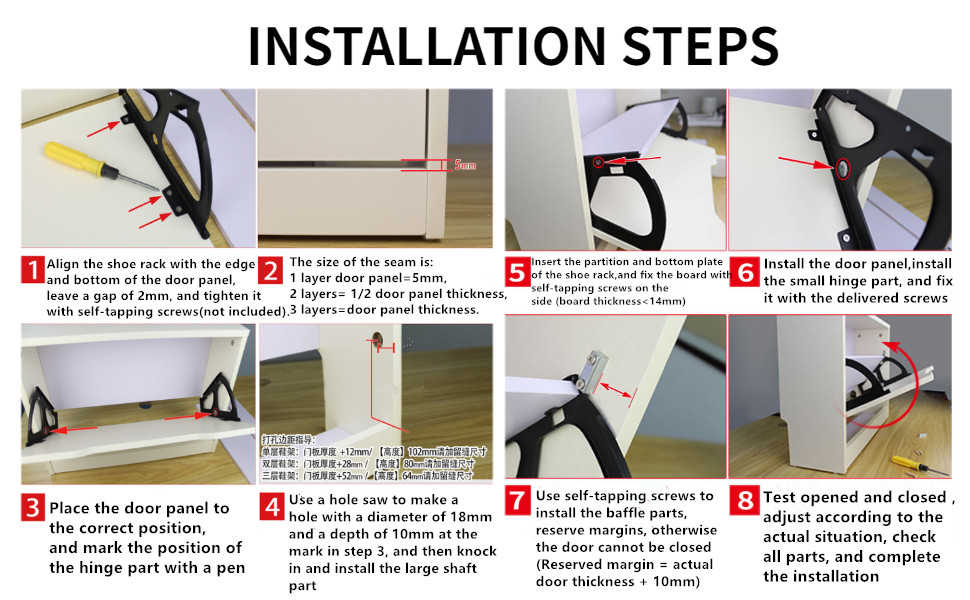 INSTALLATION STEPS
1
Align the shoe rack with the edge
and bottom of the door panel,
leave a gap of 2mm, and tighten it
with self-tapping screws(not included).
5mm
2
The size of the seam is:
1 layer door panel=5mm,
2 layers= 1/2 door panel thickness,
3 layers=door panel thickness.
3
Place the door panel to
the correct position,
and mark the position of
the hinge part with a pen
打孔边距指导:
单层鞋架: 门板厚度 +12mm/ 【高度】102mm请加留缝尺寸
双层鞋架: 门板厚度+28mm / 【高度】 80mm请加留缝尺寸
三层鞋架: 门板厚度+52mm / 【高度】 64mm请加留缝尺寸
4
Use a hole saw to make a
hole with a diameter of 18mm
and a depth of 10mm at the
mark in step 3, and then knock
in and install the large shaft
part
5
Insert the partition and bottom plate
of the shoe rack,and fix the board with
self-tapping screws on the
side (board thickness<14mm)
6
Install the door panel,install
the small hinge part, and fix
it with the delivered screws
7
Use self-tapping screws to
install the baffle parts,
reserve margins, otherwise
the door cannot be closed
(Reserved margin = actual
door thickness + 10mm)
8
Test opened and closed ,
adjust according to the
actual situation, check
all parts, and complete
the installation